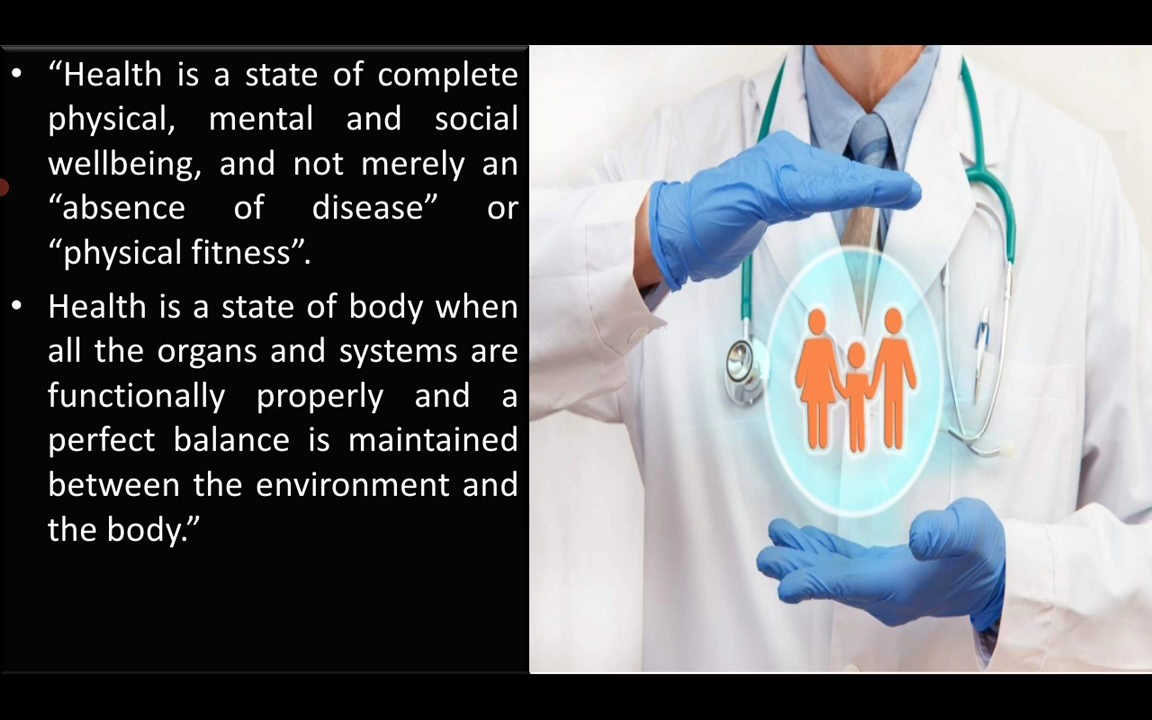 • “Health is a state of complete
physical, mental and social
wellbeing, and not merely an
“absence of disease” or
“physical fitness”.
• Health is a state of body when
all the organs and systems are
functionally properly and a
perfect balance is maintained
between the environment and
the body.”